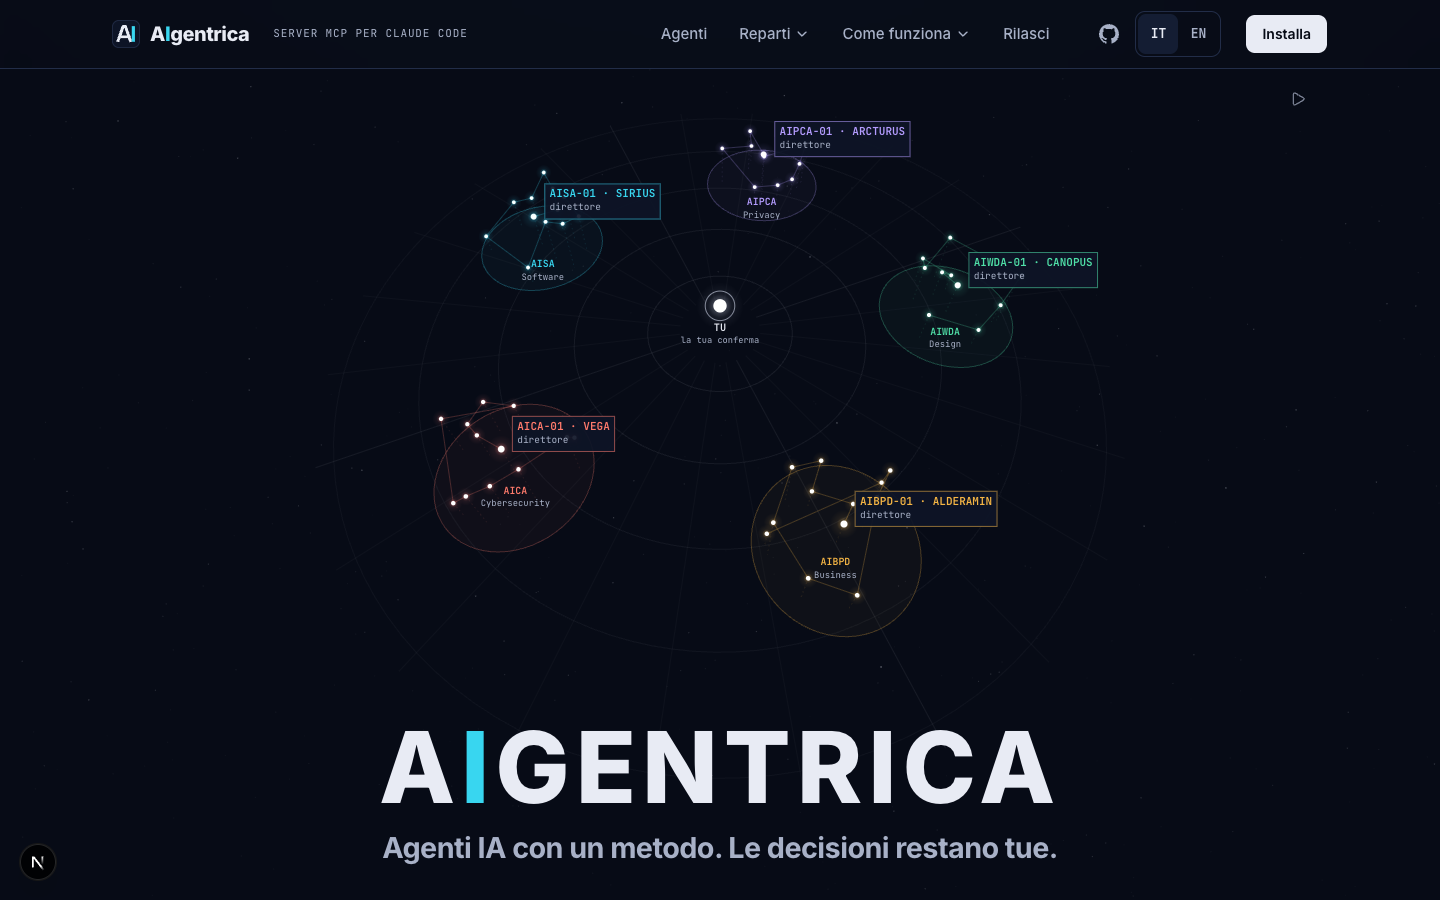 AI AIgentrica SERVER MCP PER CLAUDE CODE Agenti Reparti Come funziona Rilasci IT EN Installa
AIPCA-01 · ARCTURUS
direttore
AIPCA
Privacy
AISA-01 · SIRIUS
direttore
AISA
Software
AIWDA-01 · CANOPUS
direttore
AIWDA
Design
TU
la tua conferma
AICA-01 · VEGA
direttore
AICA
Cybersecurity
AIBPD-01 · ALDERAMIN
direttore
AIBPD
Business
AIGENTRICA
Agenti IA con un metodo. Le decisioni restano tue.
N